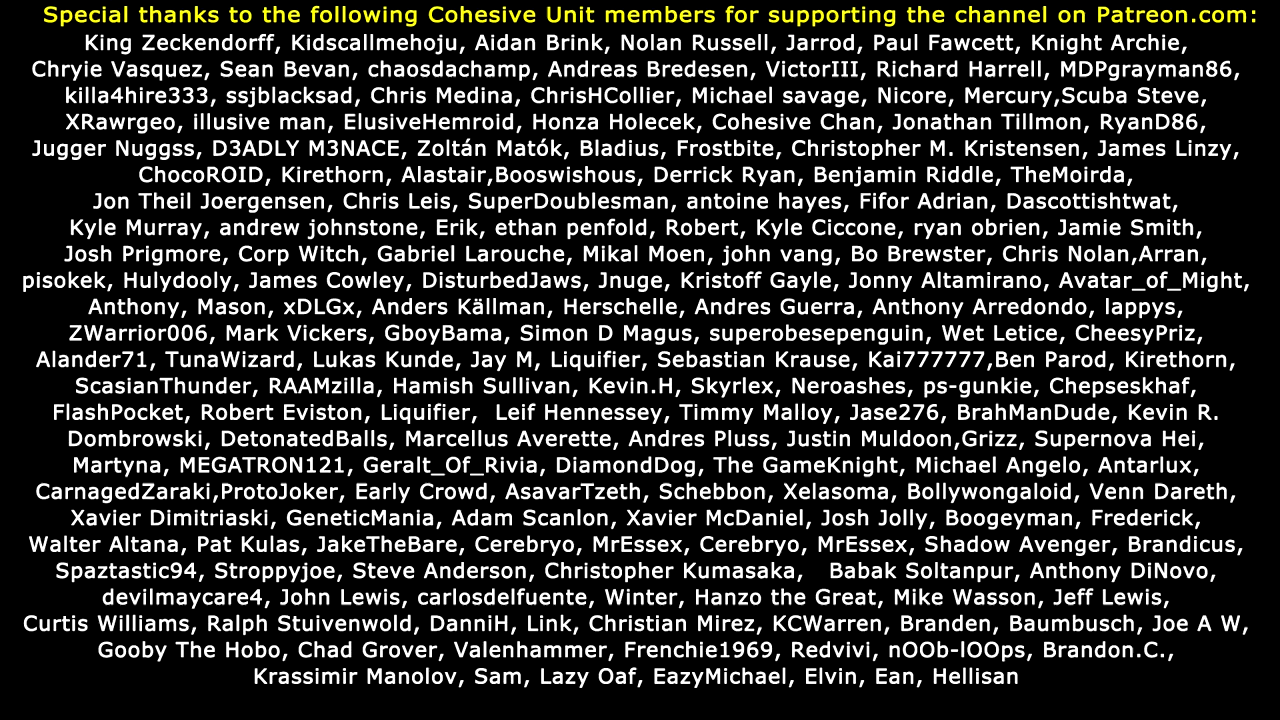 Special thanks to the following Cohesive Unit members for supporting the channel on Patreon.com:
King Zeckendorff, Kidscallmehoju, Aidan Brink, Nolan Russell, Jarrod, Paul Fawcett, Knight Archie,
Chryie Vasquez, Sean Bevan, chaosdachamp, Andreas Bredesen, VictorIII, Richard Harrell, MDPgrayman86,
killa4hire333, ssjblacksad, Chris Medina, ChrisHCollier, Michael savage, Nicore, Mercury,Scuba Steve,
XRawrgeo, illusive man, ElusiveHemroid, Honza Holecek, Cohesive Chan, Jonathan Tillmon, RyanD86,
Jugger Nuggss, D3ADLY M3NACE, Zoltán Matók, Bladius, Frostbite, Christopher M. Kristensen, James Linzy,
ChocoROID, Kirethorn, Alastair,Booswishous, Derrick Ryan, Benjamin Riddle, TheMoirda,
Jon Theil Joergensen, Chris Leis, SuperDoublesman, antoine hayes, Fifor Adrian, Dascottishtwat,
Kyle Murray, andrew johnstone, Erik, ethan penfold, Robert, Kyle Ciccone, ryan obrien, Jamie Smith,
Josh Prigmore, Corp Witch, Gabriel Larouche, Mikal Moen, john vang, Bo Brewster, Chris Nolan,Arran,
pisokek, Hulydooly, James Cowley, DisturbedJaws, Jnuge, Kristoff Gayle, Jonny Altamirano, Avatar_of_Might,
Anthony, Mason, xDLGx, Anders Källman, Herschelle, Andres Guerra, Anthony Arredondo, lappys,
ZWarrior006, Mark Vickers, GboyBama, Simon D Magus, superobesepenguin, Wet Letice, CheesyPriz,
Alander71, TunaWizard, Lukas Kunde, Jay M, Liquifier, Sebastian Krause, Kai777777,Ben Parod, Kirethorn,
ScasianThunder, RAAMzilla, Hamish Sullivan, Kevin.H, Skyrlex, Neroashes, ps-gunkie, Chepseskhaf,
FlashPocket, Robert Eviston, Liquifier,  Leif Hennessey, Timmy Malloy, Jase276, BrahManDude, Kevin R.
Dombrowski, DetonatedBalls, Marcellus Averette, Andres Pluss, Justin Muldoon,Grizz, Supernova Hei,
Martyna, MEGATRON121, Geralt_Of_Rivia, DiamondDog, The GameKnight, Michael Angelo, Antarlux,
CarnagedZaraki,ProtoJoker, Early Crowd, AsavarTzeth, Schebbon, Xelasoma, Bollywongaloid, Venn Dareth,
Xavier Dimitriaski, GeneticMania, Adam Scanlon, Xavier McDaniel, Josh Jolly, Boogeyman, Frederick,
Walter Altana, Pat Kulas, JakeTheBare, Cerebryo, MrEssex, Cerebryo, MrEssex, Shadow Avenger, Brandicus,
Spaztastic94, Stroppyjoe, Steve Anderson, Christopher Kumasaka,   Babak Soltanpur, Anthony DiNovo,
devilmaycare4, John Lewis, carlosdelfuente, Winter, Hanzo the Great, Mike Wasson, Jeff Lewis,
Curtis Williams, Ralph Stuivenwold, DanniH, Link, Christian Mirez, KCWarren, Branden, Baumbusch, Joe A W,
Gooby The Hobo, Chad Grover, Valenhammer, Frenchie1969, Redvivi, nOOb-lOOps, Brandon.C.,
Krassimir Manolov, Sam, Lazy Oaf, EazyMichael, Elvin, Ean, Hellisan